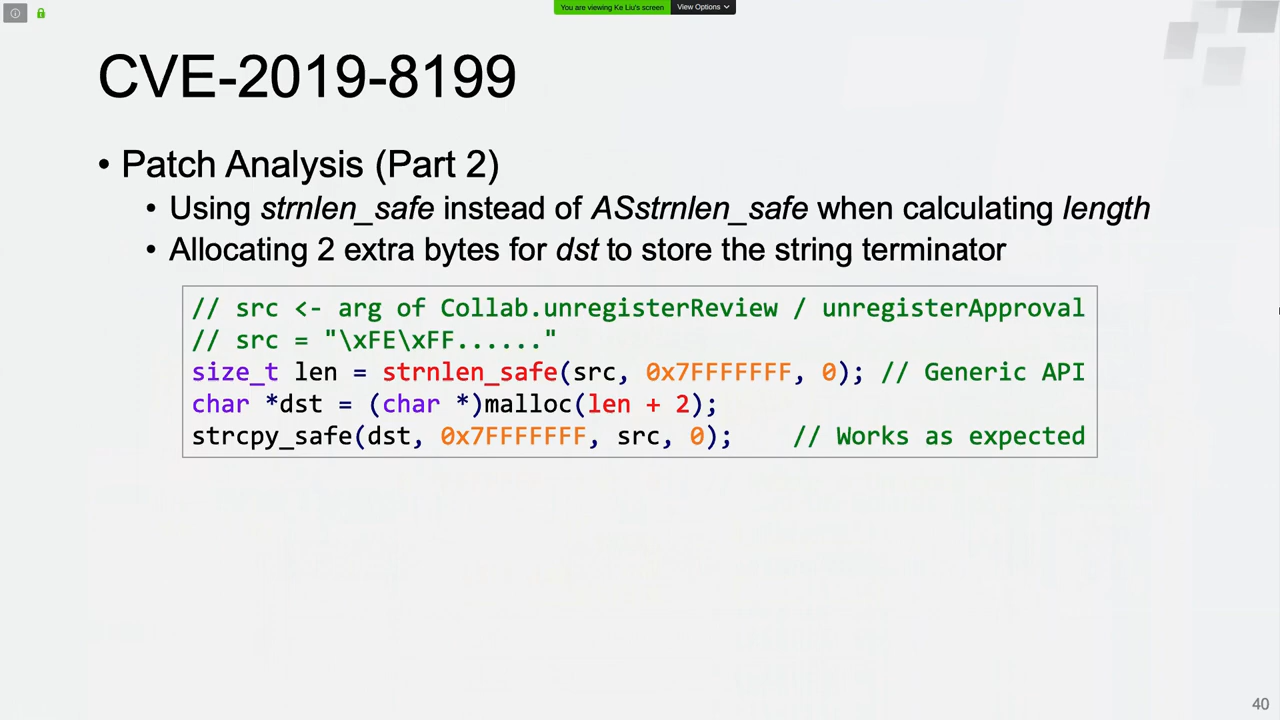 You are viewing Ke Liu's screen
View Options
CVE-2019-8199
• Patch Analysis (Part 2)
• Using strnlen_safe instead of ASstrnlen_safe when calculating length
• Allocating 2 extra bytes for dst to store the string terminator
// src <- arg of Collab.unregisterReview / unregisterApproval
// src = "\xFE\xFF......"
size_t len = strnlen_safe(src, 0x7FFFFFFF, 0); // Generic API
char *dst = (char *)malloc(len + 2);
strcpy_safe(dst, 0x7FFFFFFF, src, 0); // Works as expected
40